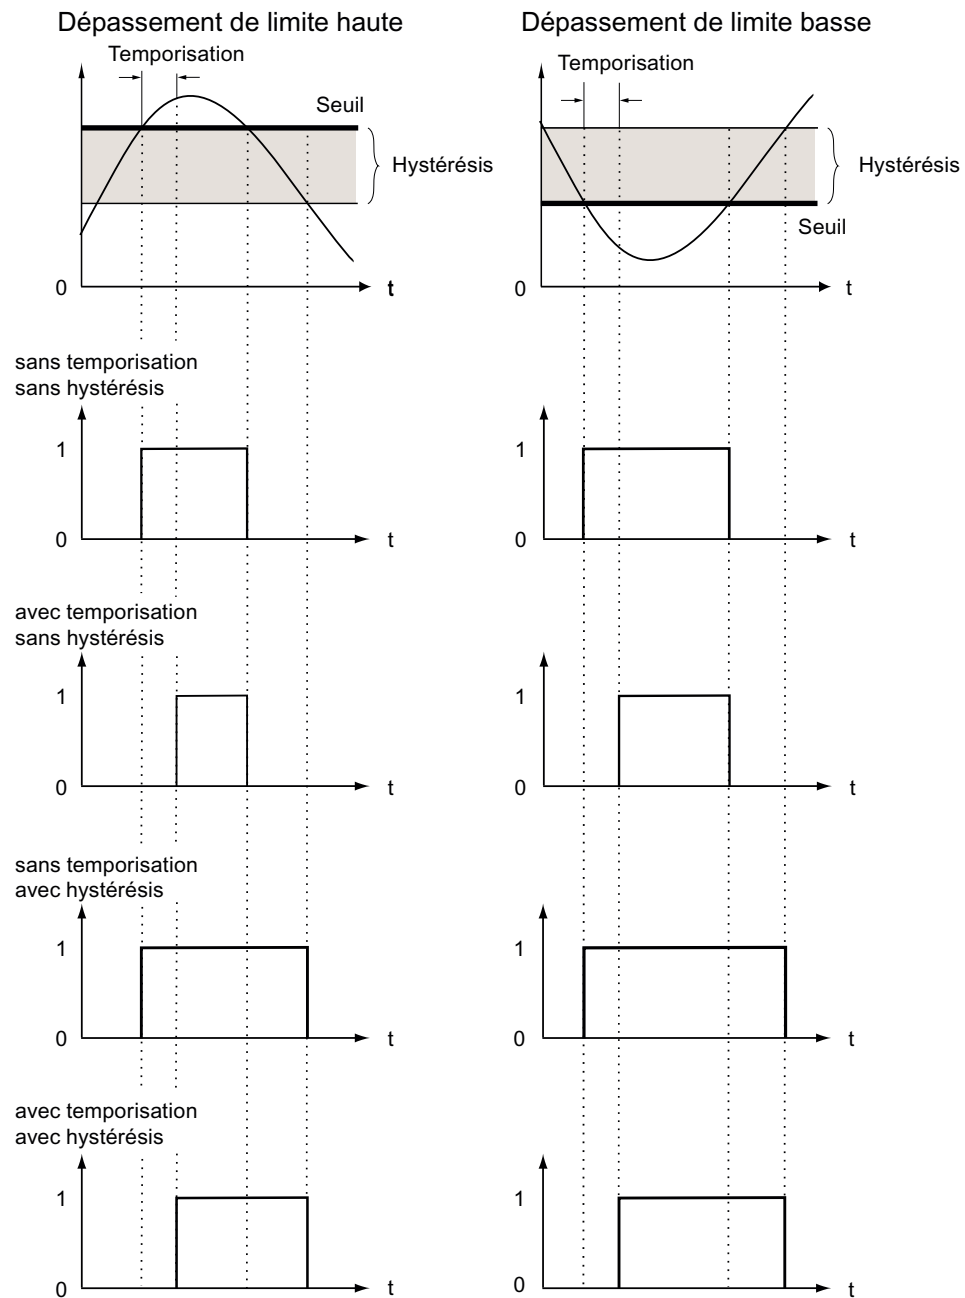 Dépassement de limite haute
Dépassement de limite basse
Temporisation
Seuil
Hystérésis
0
t
Temporisation
Hystérésis
Seuil
0
t
sans temporisation
sans hystérésis
1
0
t
1
0
t
avec temporisation
sans hystérésis
1
0
t
1
0
t
sans temporisation
avec hystérésis
1
0
t
1
0
t
avec temporisation
avec hystérésis
1
0
t
1
0
t